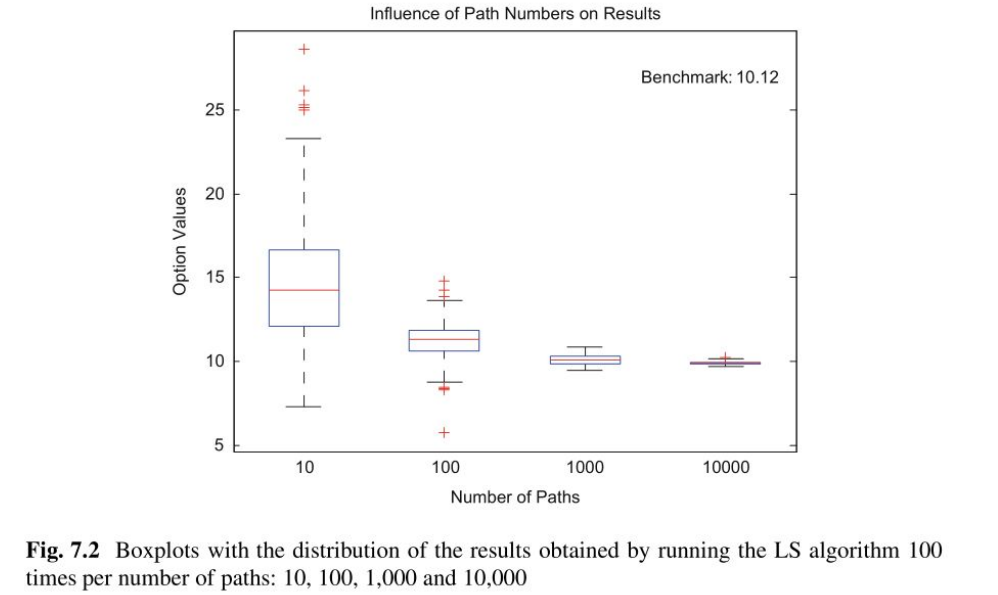 Influence of Path Numbers on Results
Benchmark: 10.12
25
20
15
10
5
Option Values
10 100 1000 10000
Number of Paths
Fig. 7.2 Boxplots with the distribution of the results obtained by running the LS algorithm 100
times per number of paths: 10, 100, 1,000 and 10,000